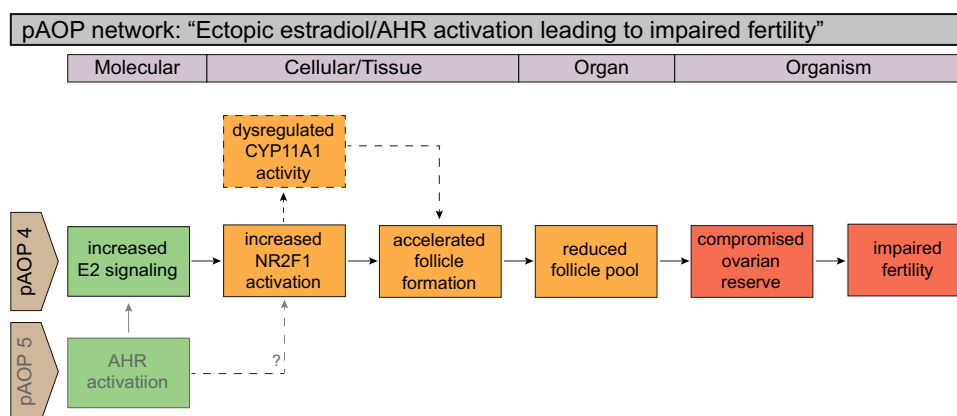 pAOP network: “Ectopic estradiol/AHR activation leading to impaired fertility”
Molecular
Cellular/Tissue
Organ
Organism
dysregulated
CYP11A1
activity
pAOP 4
increased
E2 signaling
increased
NR2F1
activation
accelerated
follicle
formation
reduced
follicle pool
compromised
ovarian
reserve
impaired
fertility
pAOP 5
AHR
activatiion
?